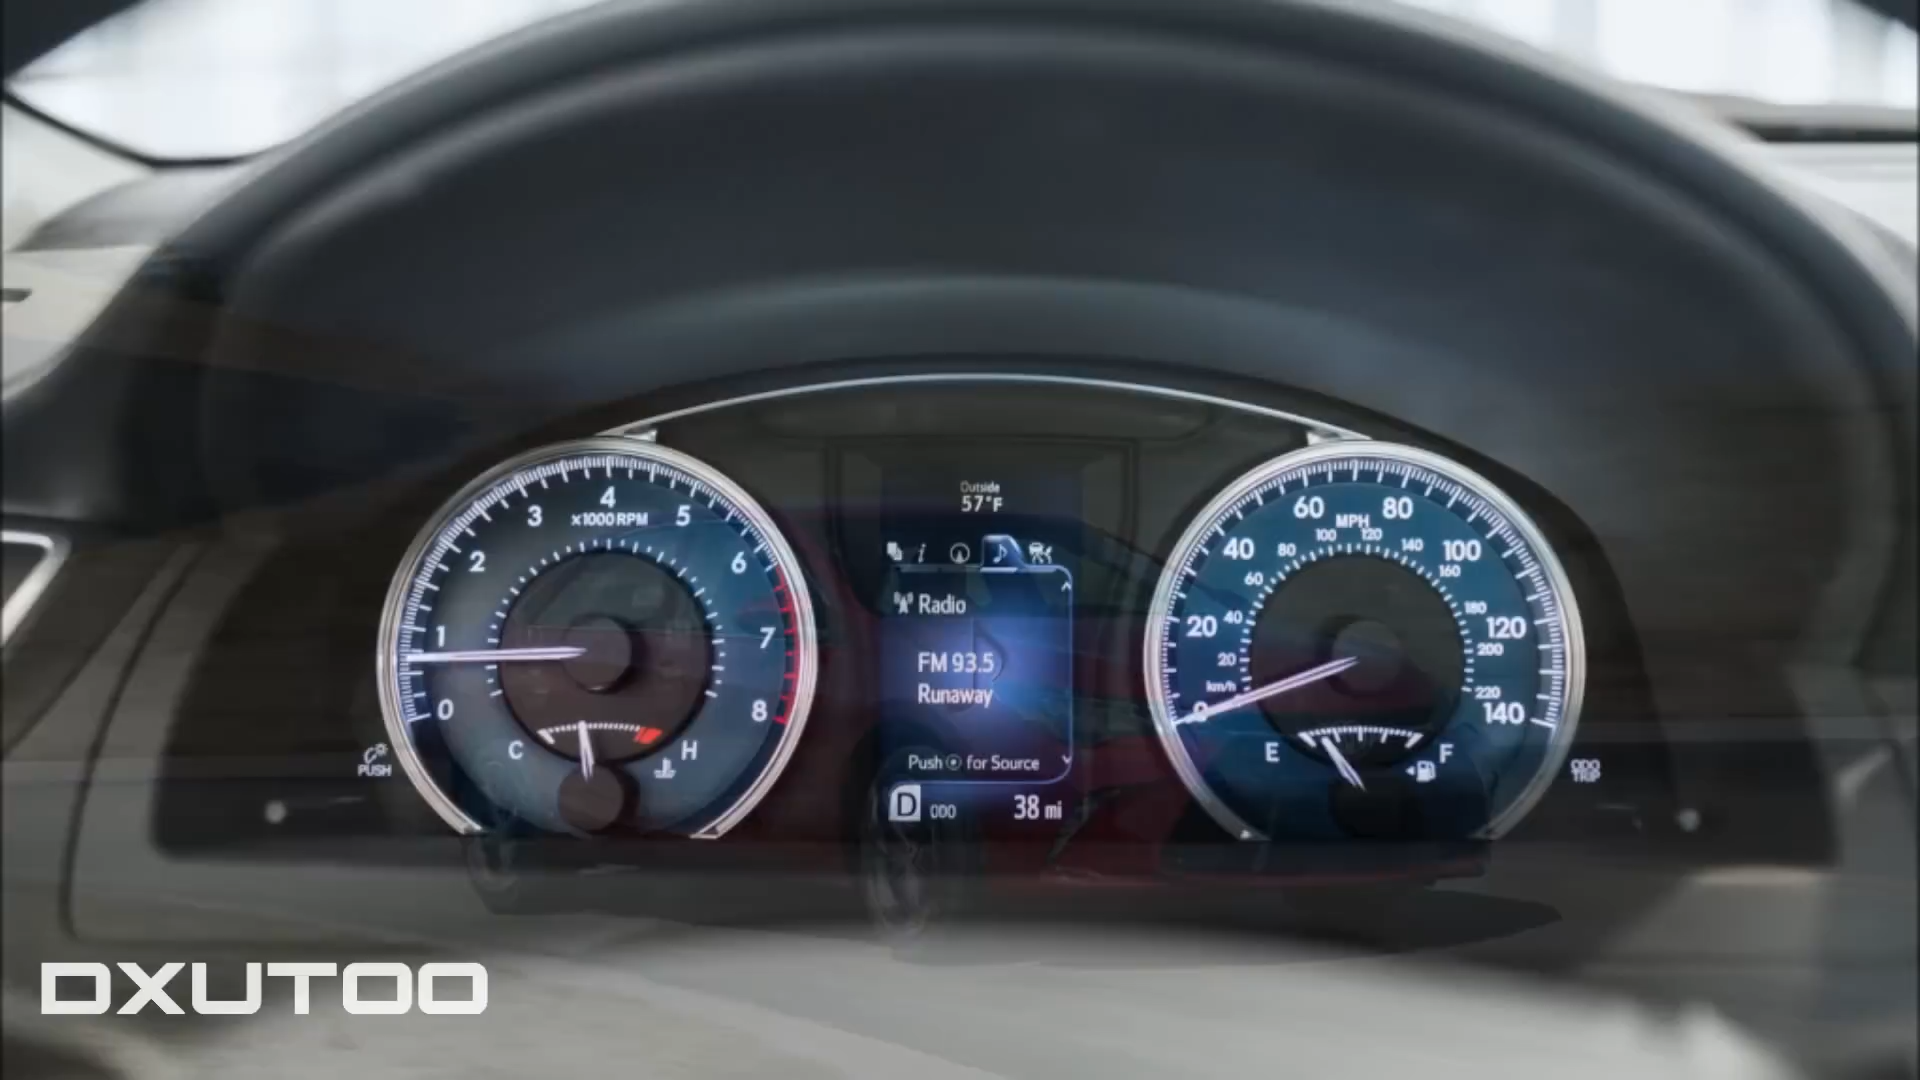 Outside
57°F
4
3
x1000 RPM
5
2
6
1
7
0
8
C
H
PUSH
i
Radio
FM 93.5
Runaway
Push for Source
D ODO 38 mi
60
80
MPH
100
120
40
80
140
100
60
160
20
40
180
120
200
20
km/h
220
0
140
E
F
ODO
TRIP
DXUTOO